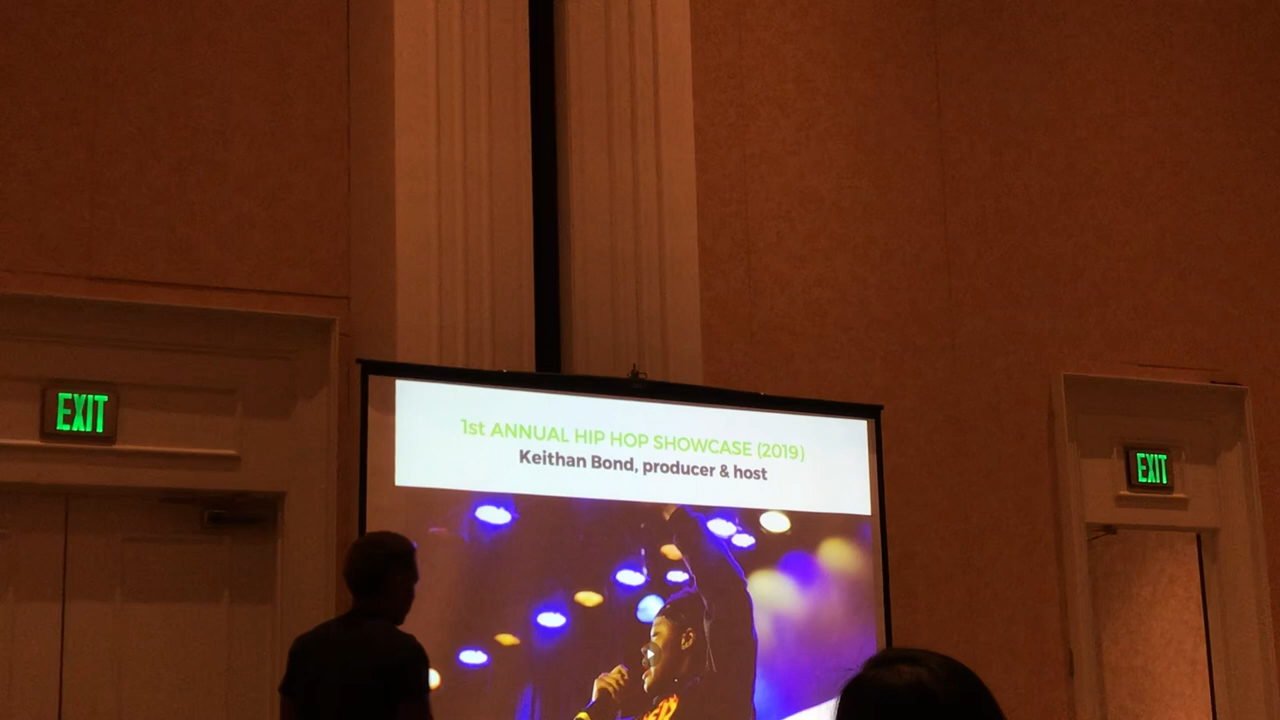 1st ANNUAL HIP HOP SHOWCASE (2019)
Keithan Bond, producer & host
EXIT
EXIT